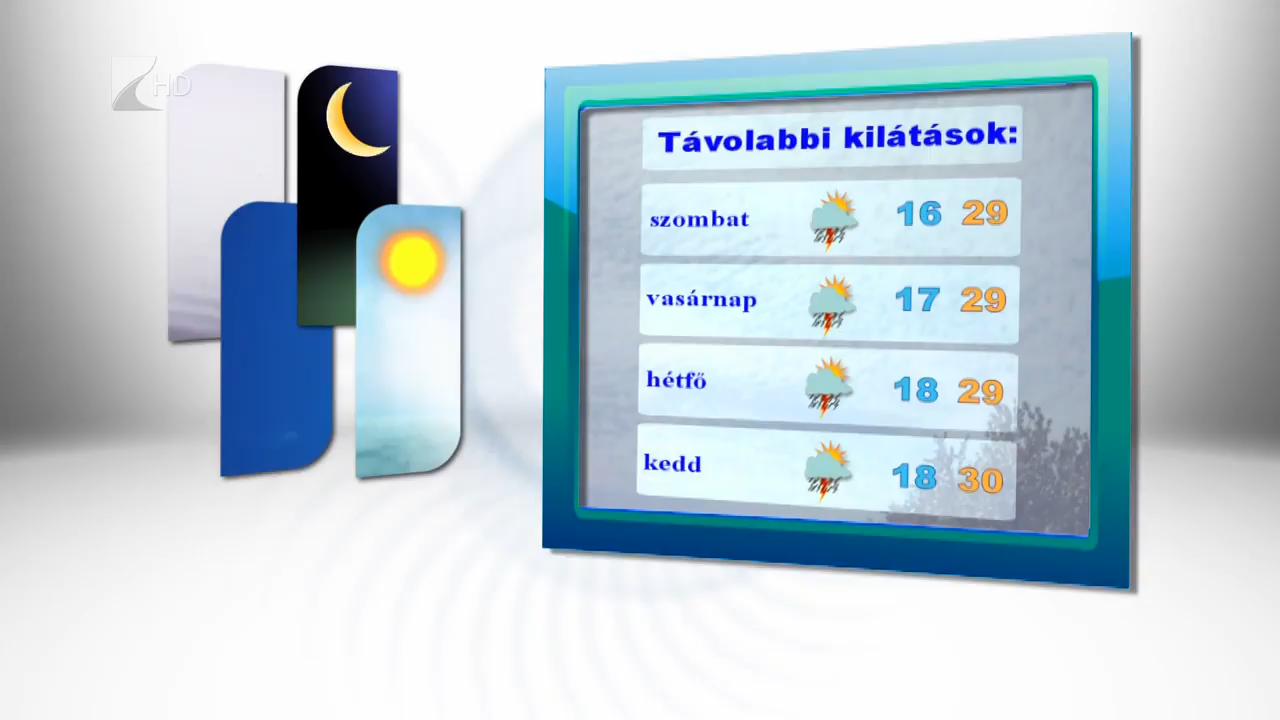 HD
Távolabbi kilátások:
szombat 16 29
vasárnap 17 29
hétfő 18 29
kedd 18 30